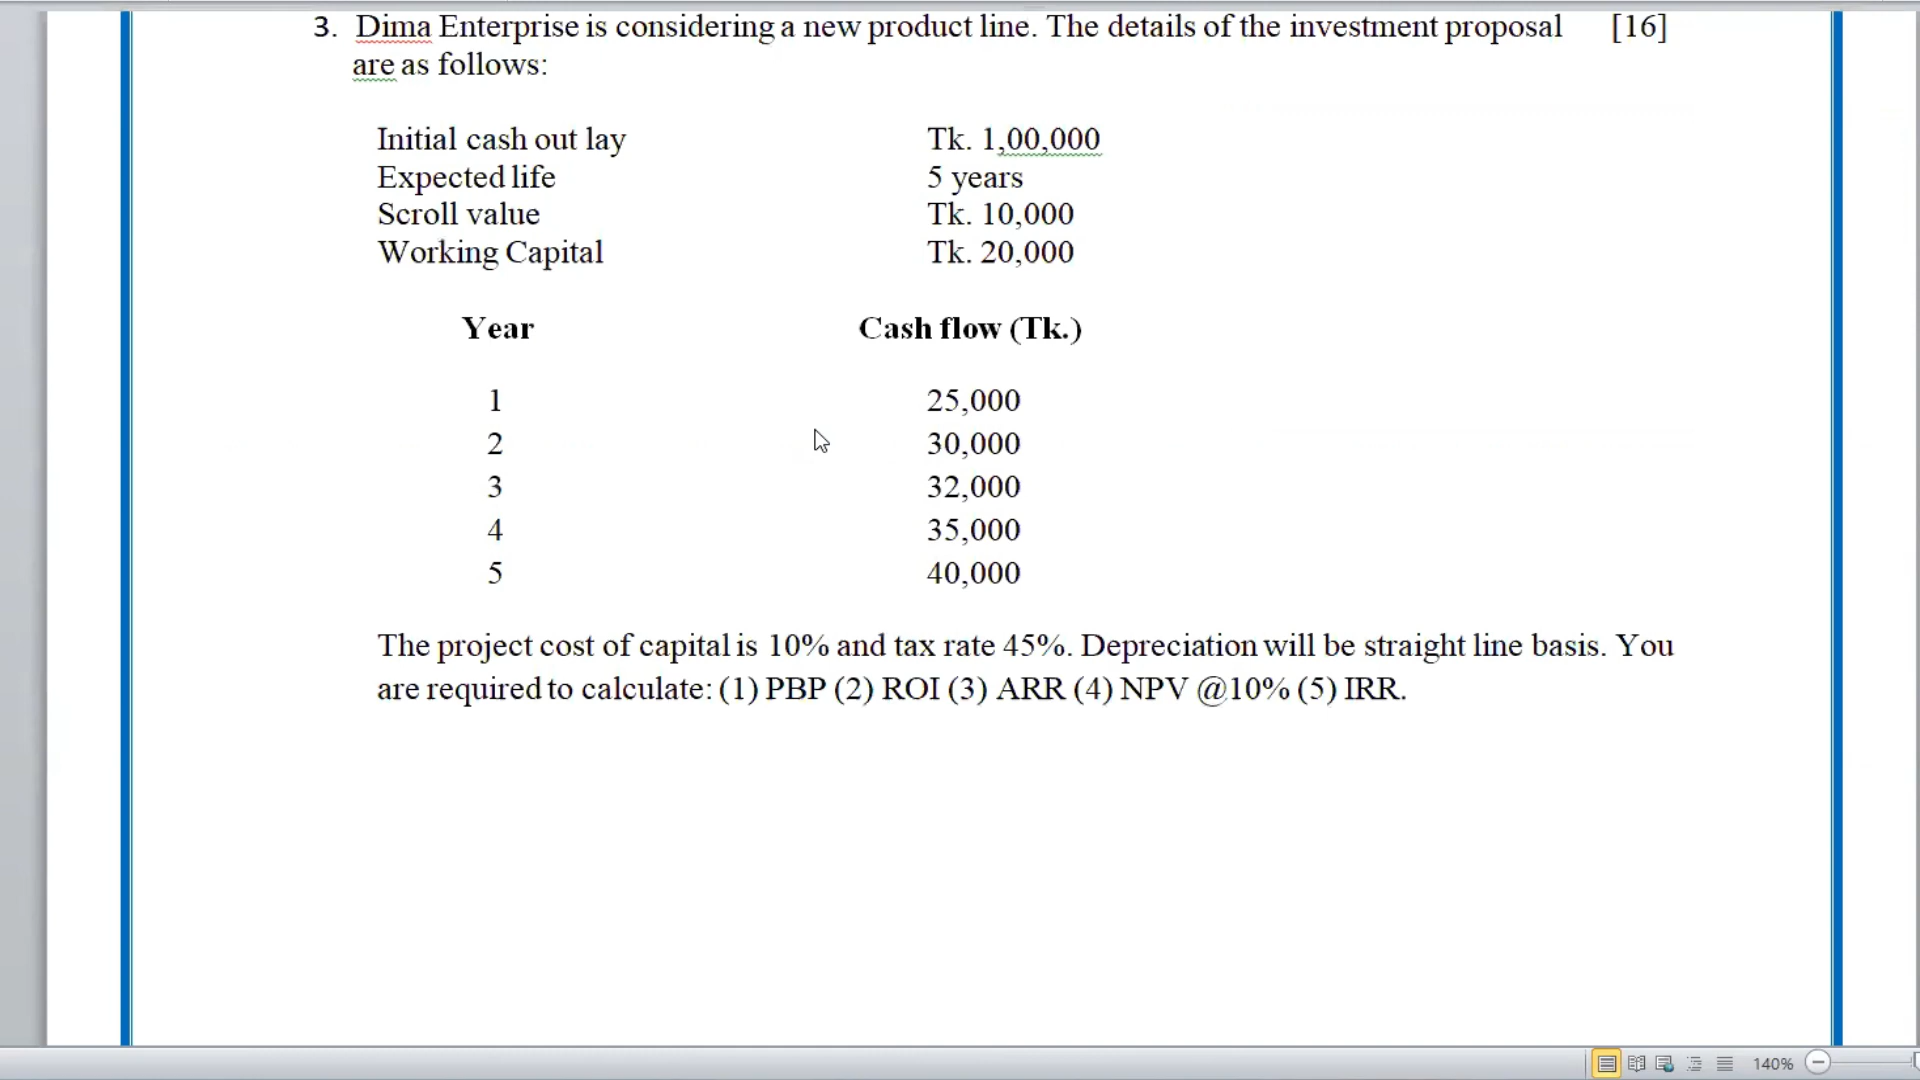 3. Dima Enterprise is considering a new product line. The details of the investment proposal [16]
are as follows:
Initial cash out lay Tk. 1,00,000
Expected life 5 years
Scroll value Tk. 10,000
Working Capital Tk. 20,000
Year Cash flow (Tk.)
1 25,000
2 30,000
3 32,000
4 35,000
5 40,000
The project cost of capital is 10% and tax rate 45%. Depreciation will be straight line basis. You
are required to calculate: (1) PBP (2) ROI (3) ARR (4) NPV @10% (5) IRR.
140%